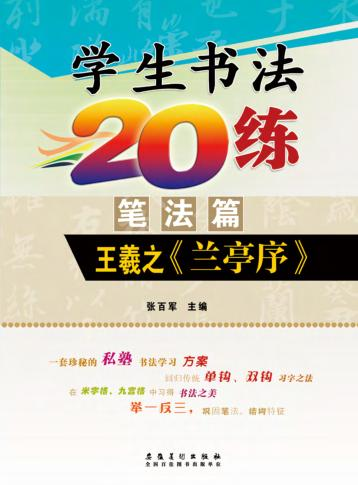 学生书法
20练
笔法篇
王羲之《兰亭序》
张百军 主编
一套珍秘的 私塾 书法学习 方案
回归传统 单钩、双钩 习字之法
在 米字格、九宫格 中习得 书法之美
举一反三，巩固笔法、结构特征
安徽美术出版社
全国百佳图书出版单位